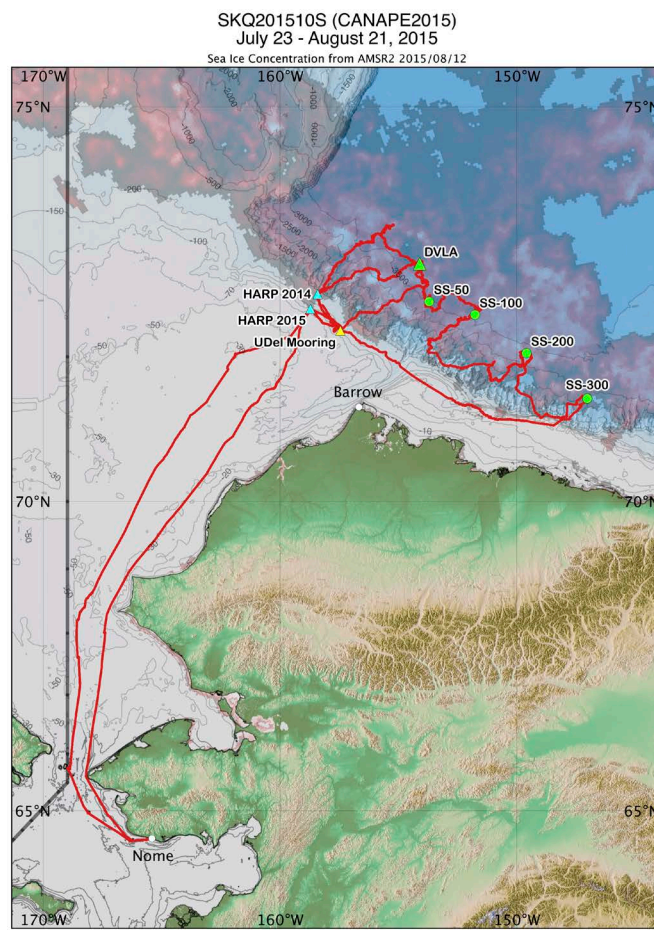 SKQ201510S (CANAPE2015)
July 23 - August 21, 2015
Sea Ice Concentration from AMSR2 2015/08/12
170°W
160°W
150°W
75°N
75°N
DVLA
HARP 2014
SS-50
SS-100
HARP 2015
UDel Mooring
SS-200
SS-300
Barrow
70°N
70°N
65°N
65°N
Nome
170°W
160°W
150°W